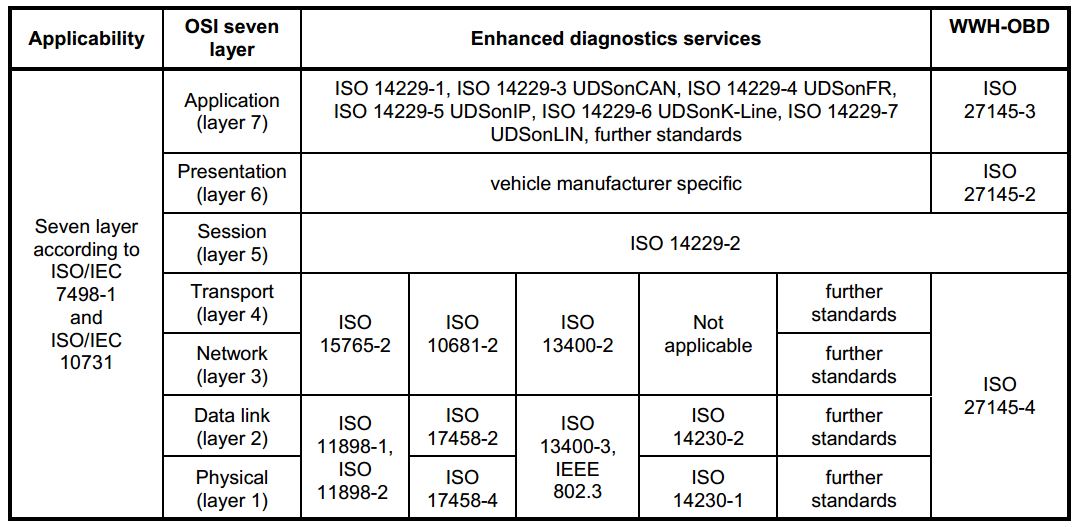 Applicability
OSI seven
layer
Enhanced diagnostics services
WWH-OBD
Seven layer
according to
ISO/IEC
7498-1
and
ISO/IEC
10731
Application
(layer 7)
ISO 14229-1, ISO 14229-3 UDSonCAN, ISO 14229-4 UDSonFR,
ISO 14229-5 UDSonIP, ISO 14229-6 UDSonK-Line, ISO 14229-7
UDSonLIN, further standards
ISO
27145-3
Presentation
(layer 6)
vehicle manufacturer specific
ISO
27145-2
Session
(layer 5)
ISO 14229-2
Transport
(layer 4)
ISO
15765-2
ISO
10681-2
ISO
13400-2
Not
applicable
further
standards
Network
(layer 3)
further
standards
ISO
27145-4
Data link
(layer 2)
ISO
11898-1,
ISO
11898-2
ISO
17458-2
ISO
13400-3,
IEEE
802.3
ISO
14230-2
further
standards
Physical
(layer 1)
ISO
17458-4
ISO
14230-1
further
standards